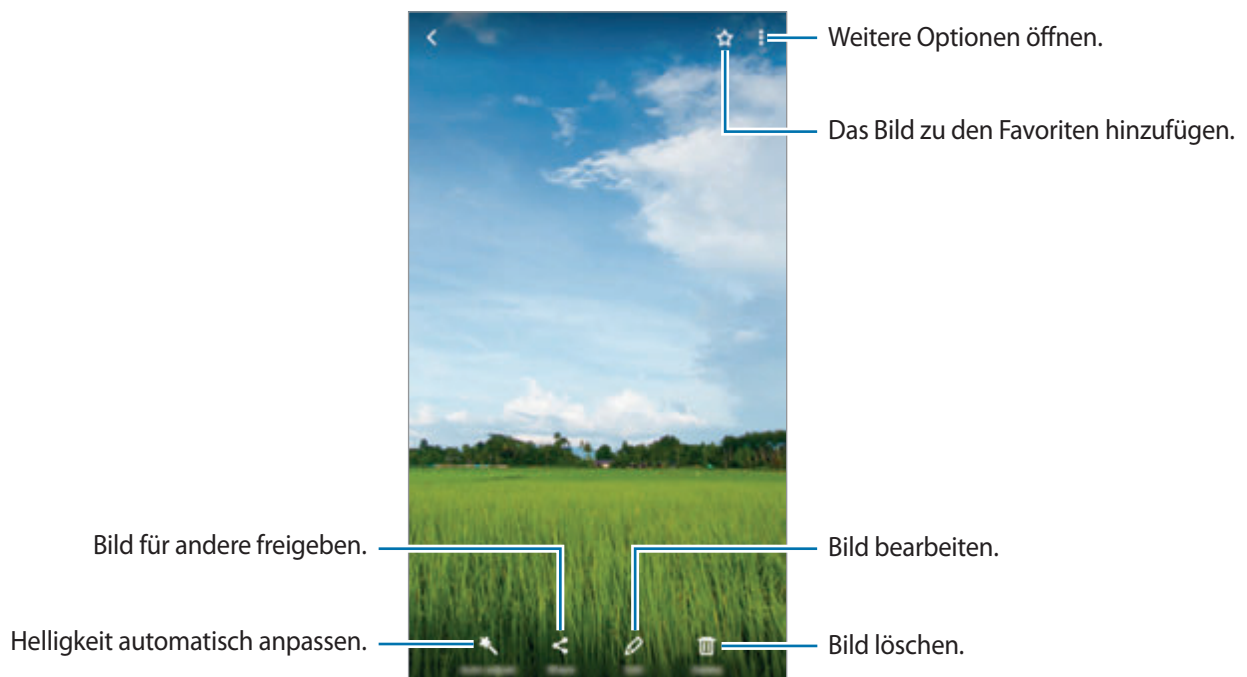 Weitere Optionen öffnen.
Das Bild zu den Favoriten hinzufügen.
Bild für andere freigeben.
Bild bearbeiten.
Helligkeit automatisch anpassen.
Bild löschen.